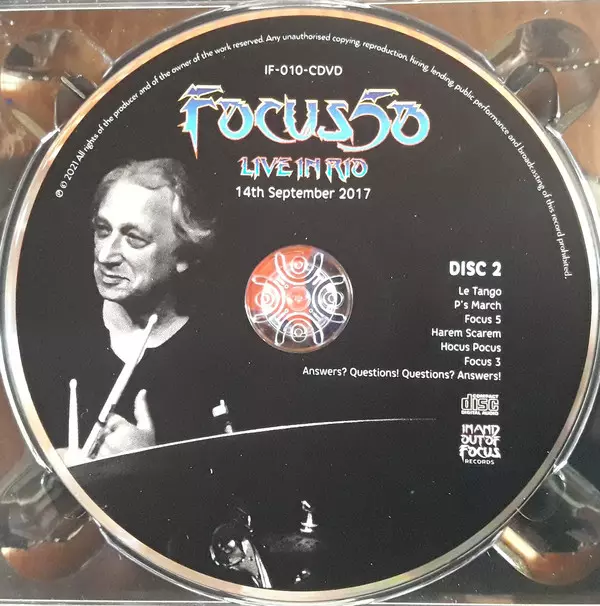 ℗ © 2021 All rights of the producer and of the owner of the work reserved. Any unauthorised copying, reproduction, hiring, lending, public performance and broadcasting of this record prohibited.
IF-010-CDVD
FOCUS50
LIVE IN RIO
14th September 2017
DISC 2
Le Tango
P's March
Focus 5
Harem Scarem
Hocus Pocus
Focus 3
Answers? Questions! Questions? Answers!
COMPACT
disc
DIGITAL AUDIO
IN AND
OUT OF
FOCUS
RECORDS